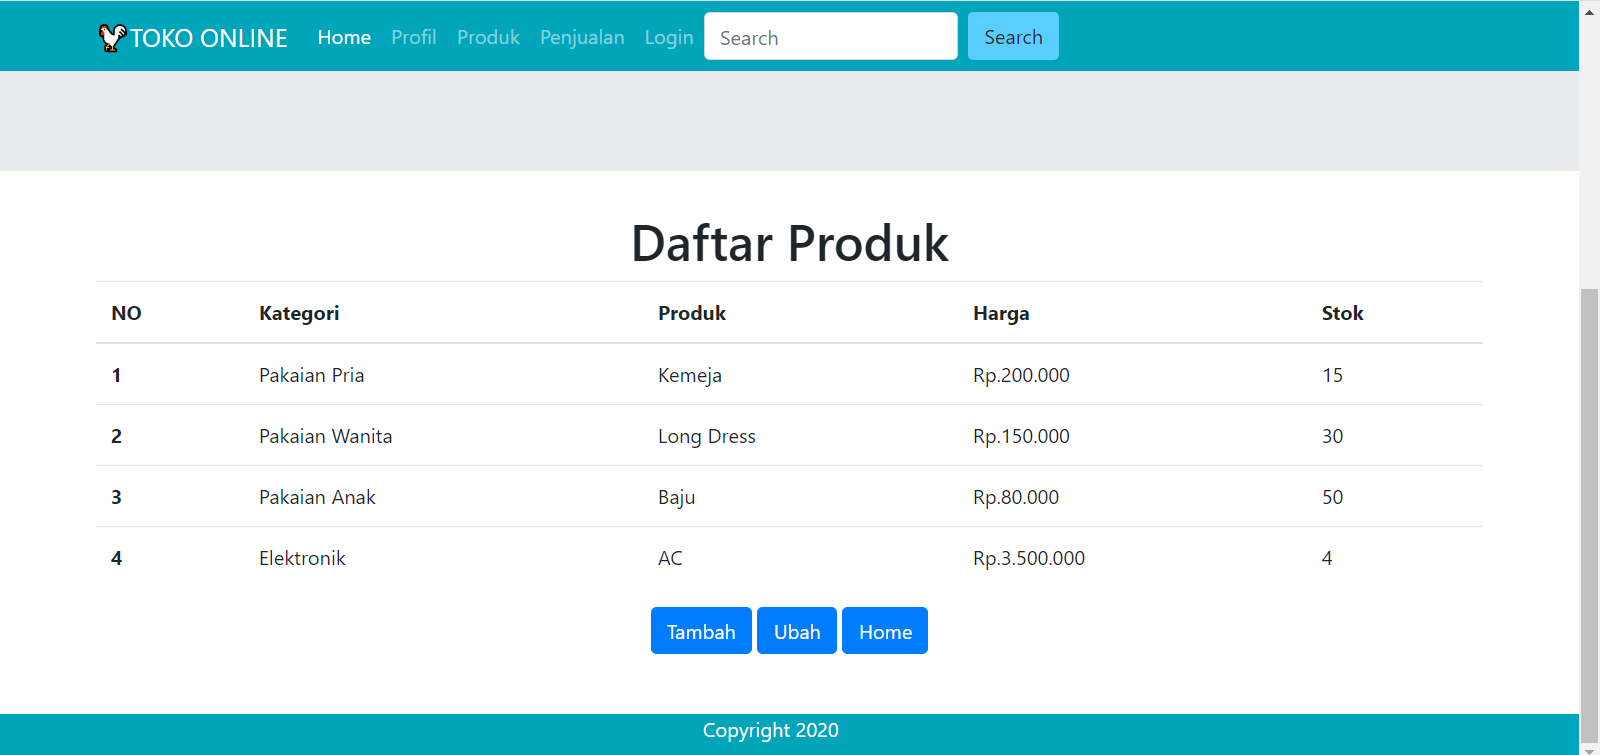 TOKO ONLINE Home Profil Produk Penjualan Login Search Search
Daftar Produk
NO Kategori Produk Harga Stok
1 Pakaian Pria Kemeja Rp.200.000 15
2 Pakaian Wanita Long Dress Rp.150.000 30
3 Pakaian Anak Baju Rp.80.000 50
4 Elektronik AC Rp.3.500.000 4
Tambah Ubah Home
Copyright 2020